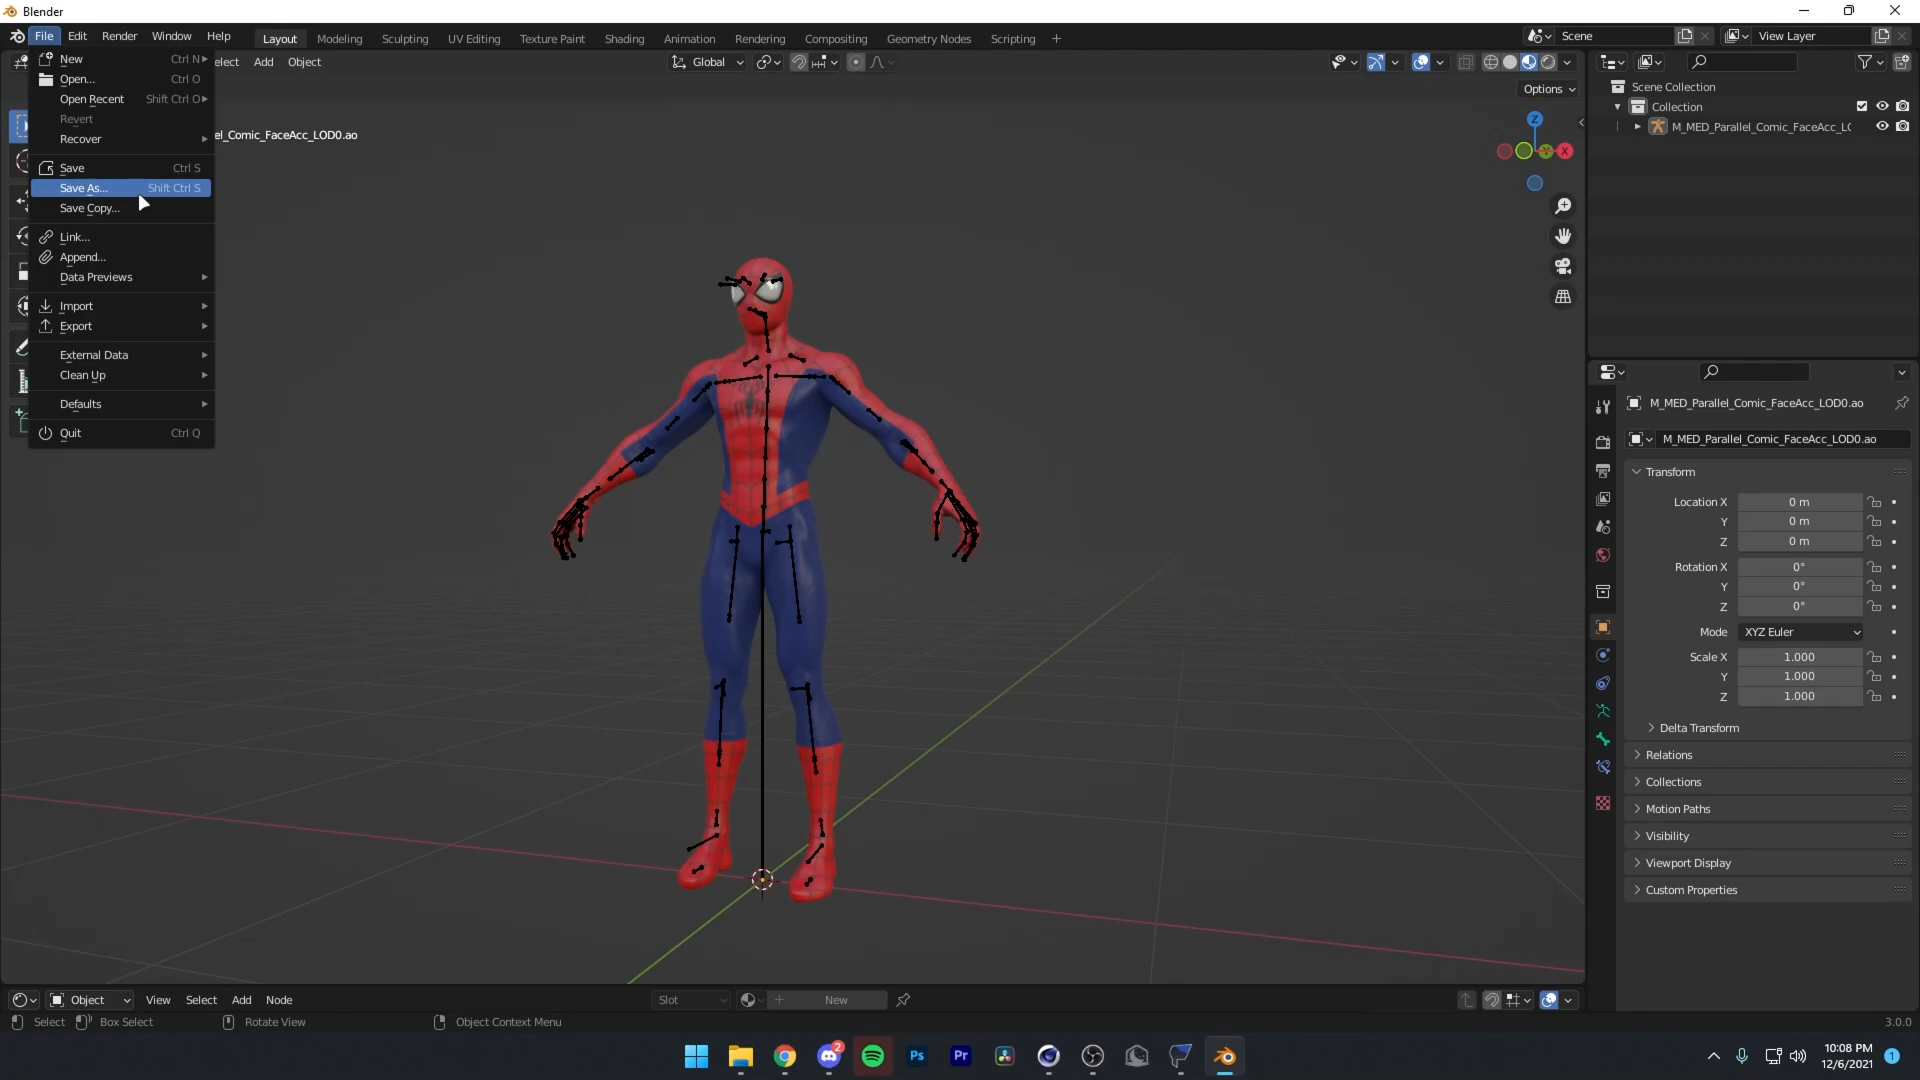 Blender
File Edit Render Window Help
Layout Modeling Sculpting UV Editing Texture Paint Shading Animation Rendering Compositing Geometry Nodes Scripting +
Scene
View Layer
elect Add Object
Global
Options
el_Comic_FaceAcc_LOD0.ao
New Ctrl N
Open... Ctrl O
Open Recent Shift Ctrl O
Revert
Recover
Save Ctrl S
Save As... Shift Ctrl S
Save Copy...
Link...
Append...
Data Previews
Import
Export
External Data
Clean Up
Defaults
Quit Ctrl Q
Z
X
Y
Scene Collection
Collection
M_MED_Parallel_Comic_FaceAcc_LO
M_MED_Parallel_Comic_FaceAcc_LOD0.ao
M_MED_Parallel_Comic_FaceAcc_LOD0.ao
Transform
Location X 0 m
Y 0 m
Z 0 m
Rotation X 0°
Y 0°
Z 0°
Mode XYZ Euler
Scale X 1.000
Y 1.000
Z 1.000
Delta Transform
Relations
Collections
Motion Paths
Visibility
Viewport Display
Custom Properties
Object View Select Add Node
Slot
New
Select Box Select Rotate View Object Context Menu
3.0.0
2
Ps
Pr
10:08 PM
12/6/2021
1